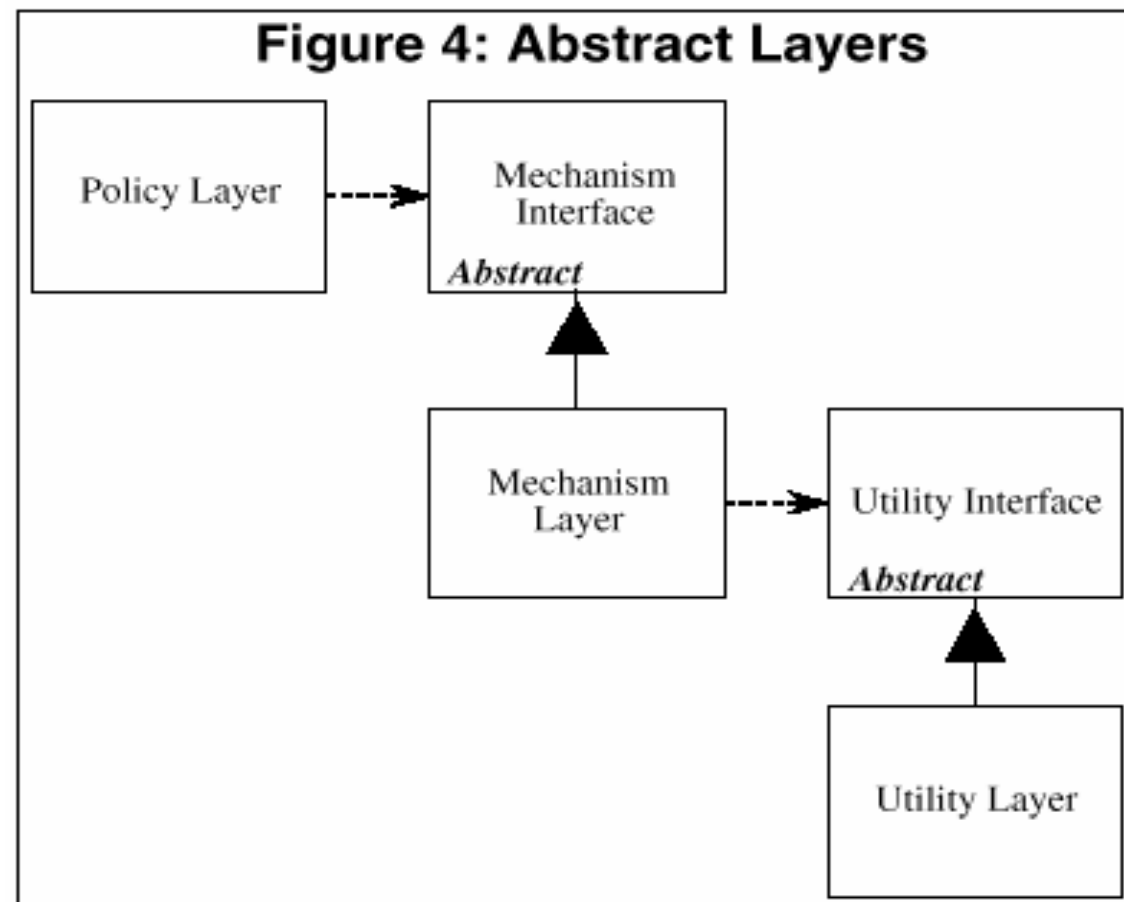 Figure 4: Abstract Layers
Policy Layer
Mechanism
Interface
Abstract
Mechanism
Layer
Utility Interface
Abstract
Utility Layer